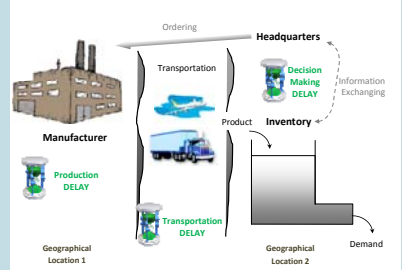 Ordering
Headquarters
Transportation
Decision
Making
DELAY
Information
Exchanging
Product
Inventory
Manufacturer
Production
DELAY
Transportation
DELAY
Demand
Geographical
Location 1
Geographical
Location 2